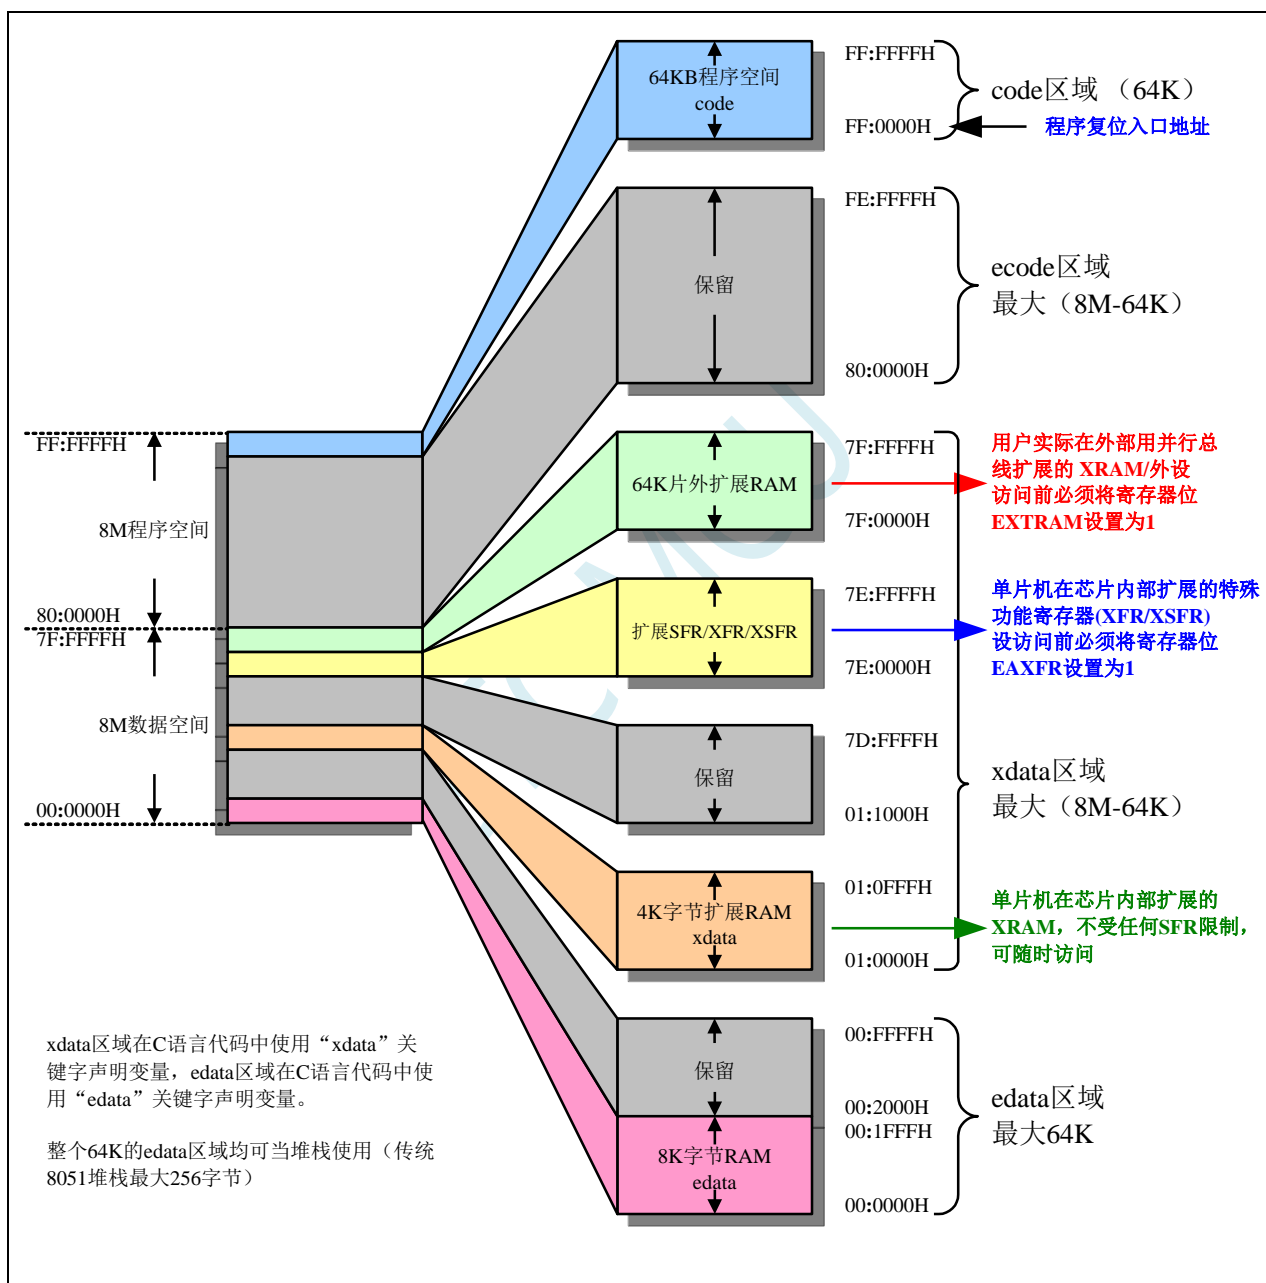 64KB程序空间
code
FF:FFFFH
FF:0000H
code区域 （64K）
程序复位入口地址
保留
FE:FFFFH
80:0000H
ecode区域
最大（8M-64K）
FF:FFFFH
8M程序空间
80:0000H
7F:FFFFH
8M数据空间
00:0000H
64K片外扩展RAM
7F:FFFFH
7F:0000H
用户实际在外部用并行总
线扩展的 XRAM/外设
访问前必须将寄存器位
EXTRAM设置为1
扩展SFR/XFR/XSFR
7E:FFFFH
7E:0000H
单片机在芯片内部扩展的特殊
功能寄存器(XFR/XSFR)
设访问前必须将寄存器位
EAXFR设置为1
保留
7D:FFFFH
01:1000H
xdata区域
最大（8M-64K）
4K字节扩展RAM
xdata
01:0FFFH
01:0000H
单片机在芯片内部扩展的
XRAM，不受任何SFR限制，
可随时访问
保留
00:FFFFH
00:2000H
00:1FFFH
8K字节RAM
edata
00:0000H
edata区域
最大64K
xdata区域在C语言代码中使用“xdata”关
键字声明变量，edata区域在C语言代码中使
用“edata”关键字声明变量。
整个64K的edata区域均可当堆栈使用（传统
8051堆栈最大256字节）